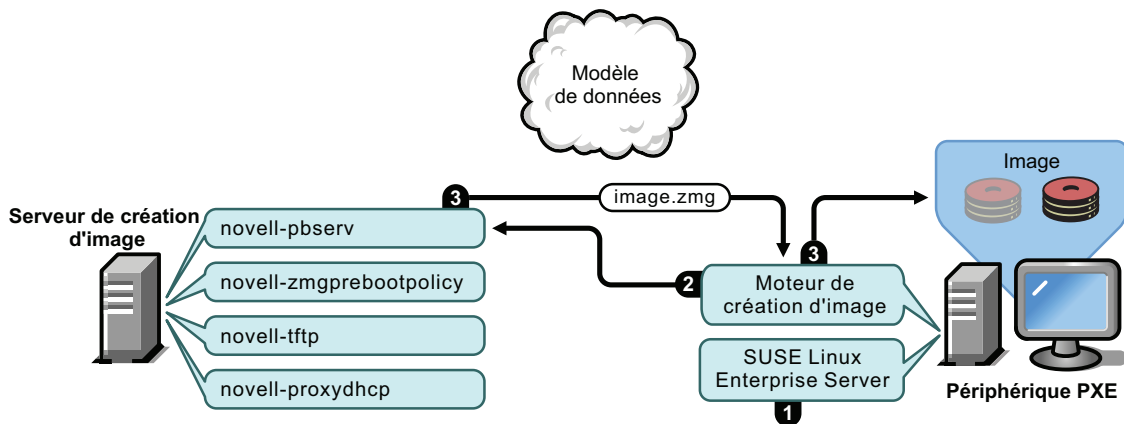 Modèle
de données
Image
3
image.zmg
Serveur de création
d'image
novell-pbserv
3
novell-zmgprebootpolicy
2
Moteur de
création d'image
novell-tftp
SUSE Linux
Enterprise Server
novell-proxydhcp
Périphérique PXE
1